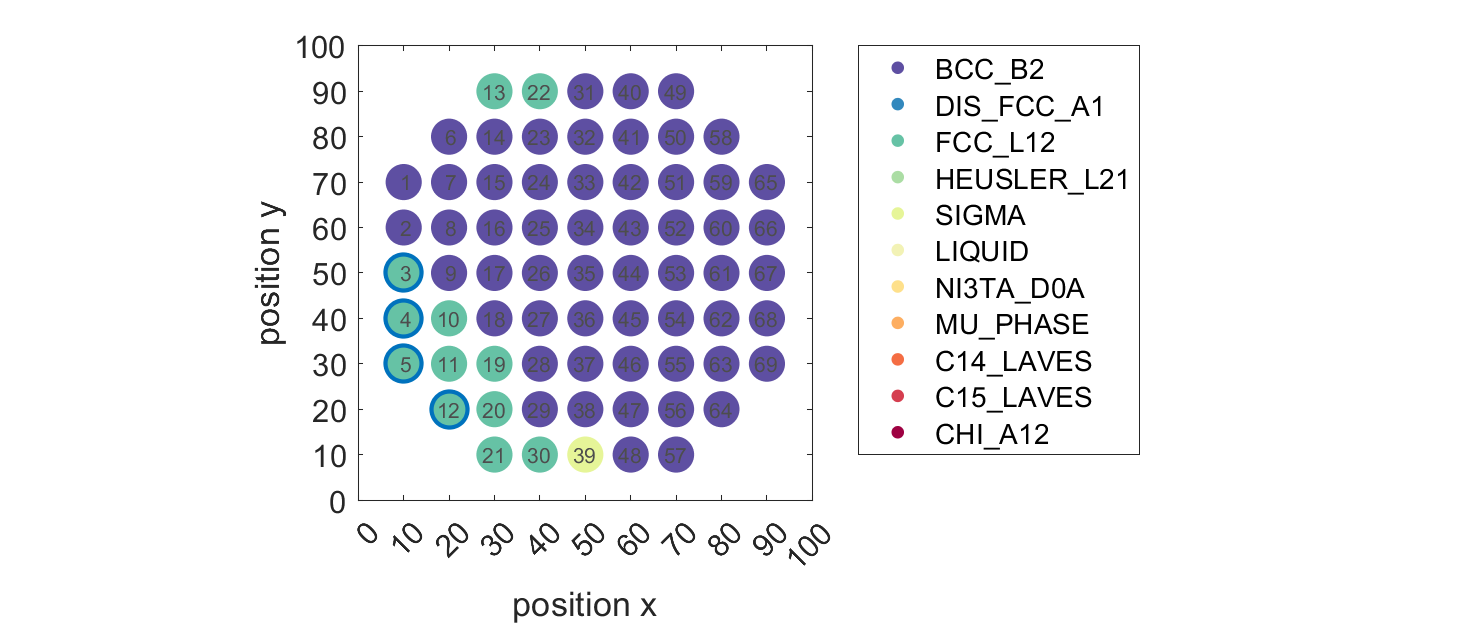 100
90
80
70
60
50
40
30
20
10
0
position y
13 22 31 40 49
6 14 23 32 41 50 58
1 7 15 24 33 42 51 59 65
2 8 16 25 34 43 52 60 66
3 9 17 26 35 44 53 61 67
4 10 18 27 36 45 54 62 68
5 11 19 28 37 46 55 63 69
12 20 29 38 47 56 64
21 30 39 48 57
0 10 20 30 40 50 60 70 80 90 100
position x
BCC_B2
DIS_FCC_A1
FCC_L12
HEUSLER_L21
SIGMA
LIQUID
NI3TA_D0A
MU_PHASE
C14_LAVES
C15_LAVES
CHI_A12